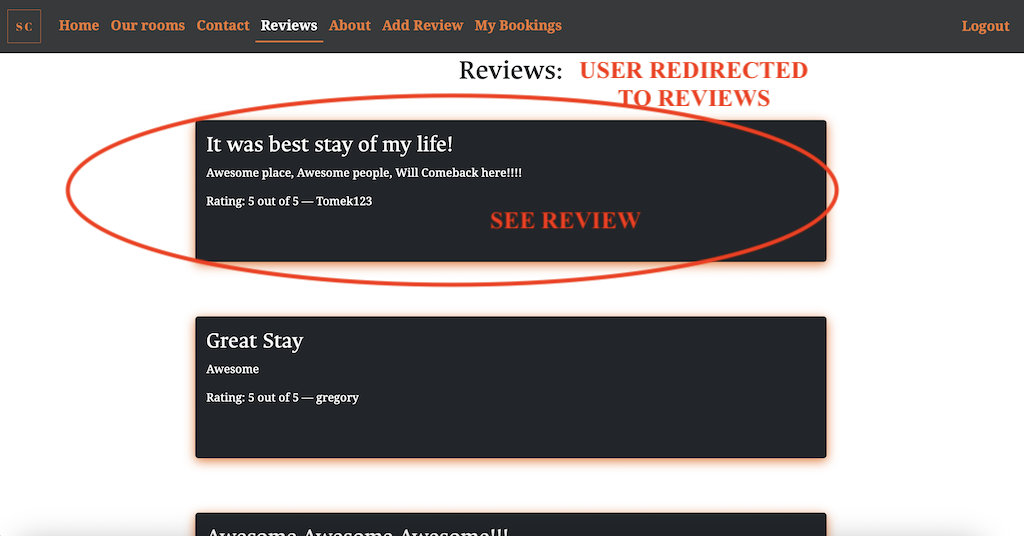 SC Home Our rooms Contact Reviews About Add Review My Bookings Logout
Reviews: USER REDIRECTED
TO REVIEWS
It was best stay of my life!
Awesome place, Awesome people, Will Comeback here!!!!
Rating: 5 out of 5 — Tomek123
SEE REVIEW
Great Stay
Awesome
Rating: 5 out of 5 — gregory
Awesome Awesome Awesome!!!